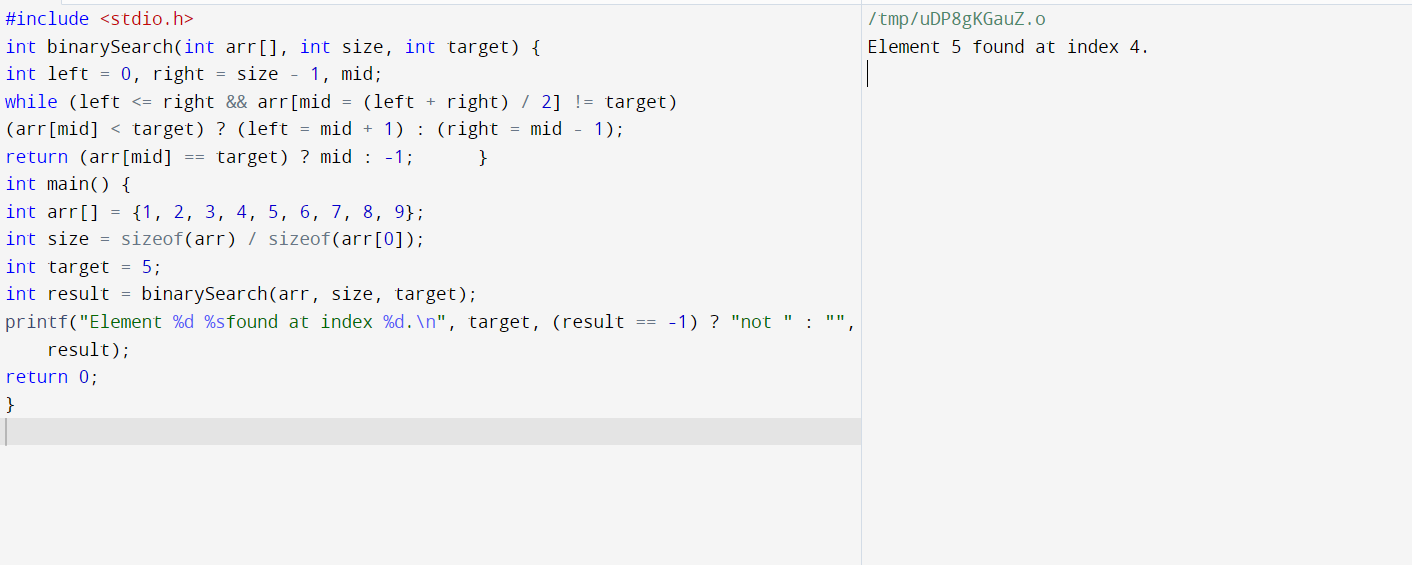 #include <stdio.h>
int binarySearch(int arr[], int size, int target) {
int left = 0, right = size - 1, mid;
while (left <= right && arr[mid = (left + right) / 2] != target)
(arr[mid] < target) ? (left = mid + 1) : (right = mid - 1);
return (arr[mid] == target) ? mid : -1;      }
int main() {
int arr[] = {1, 2, 3, 4, 5, 6, 7, 8, 9};
int size = sizeof(arr) / sizeof(arr[0]);
int target = 5;
int result = binarySearch(arr, size, target);
printf("Element %d %sfound at index %d.\n", target, (result == -1) ? "not " : "",
    result);
return 0;
}
/tmp/uDP8gKGauZ.o
Element 5 found at index 4.